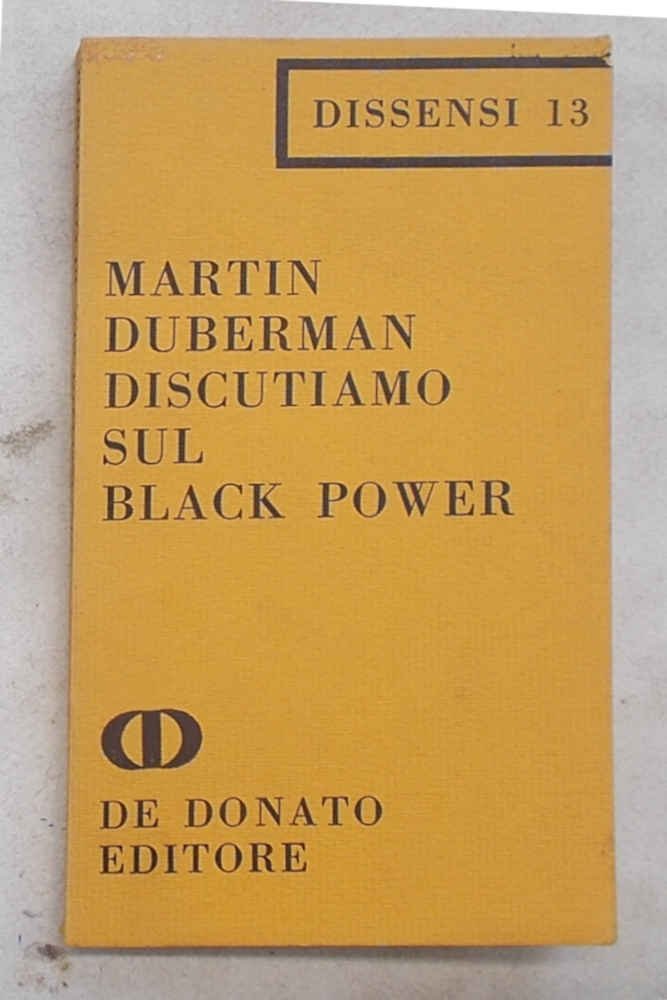 DISSENSI 13
MARTIN
DUBERMAN
DISCUTIAMO
SUL
BLACK POWER
DE DONATO
EDITORE